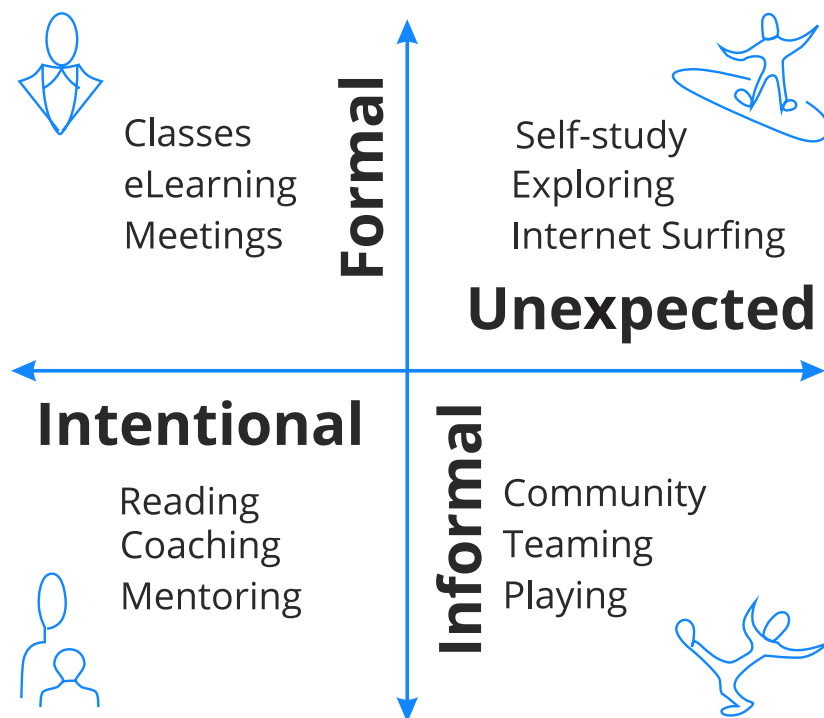 Classes
eLearning
Meetings
Formal
Self-study
Exploring
Internet Surfing
Unexpected
Intentional
Reading
Coaching
Mentoring
Informal
Community
Teaming
Playing